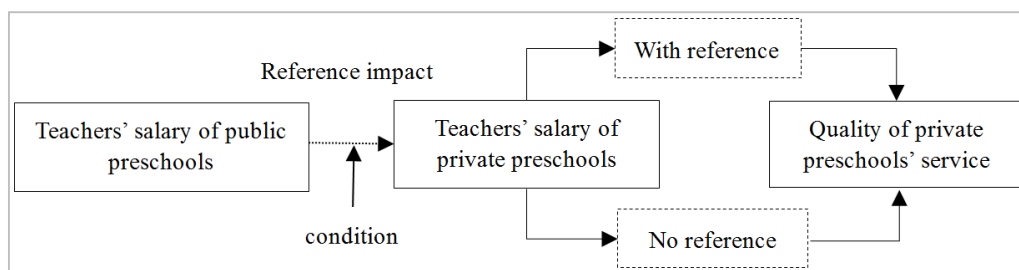 With reference
Reference impact
Teachers’ salary of public
preschools
Teachers’ salary of
private preschools
Quality of private
preschools’ service
condition
No reference